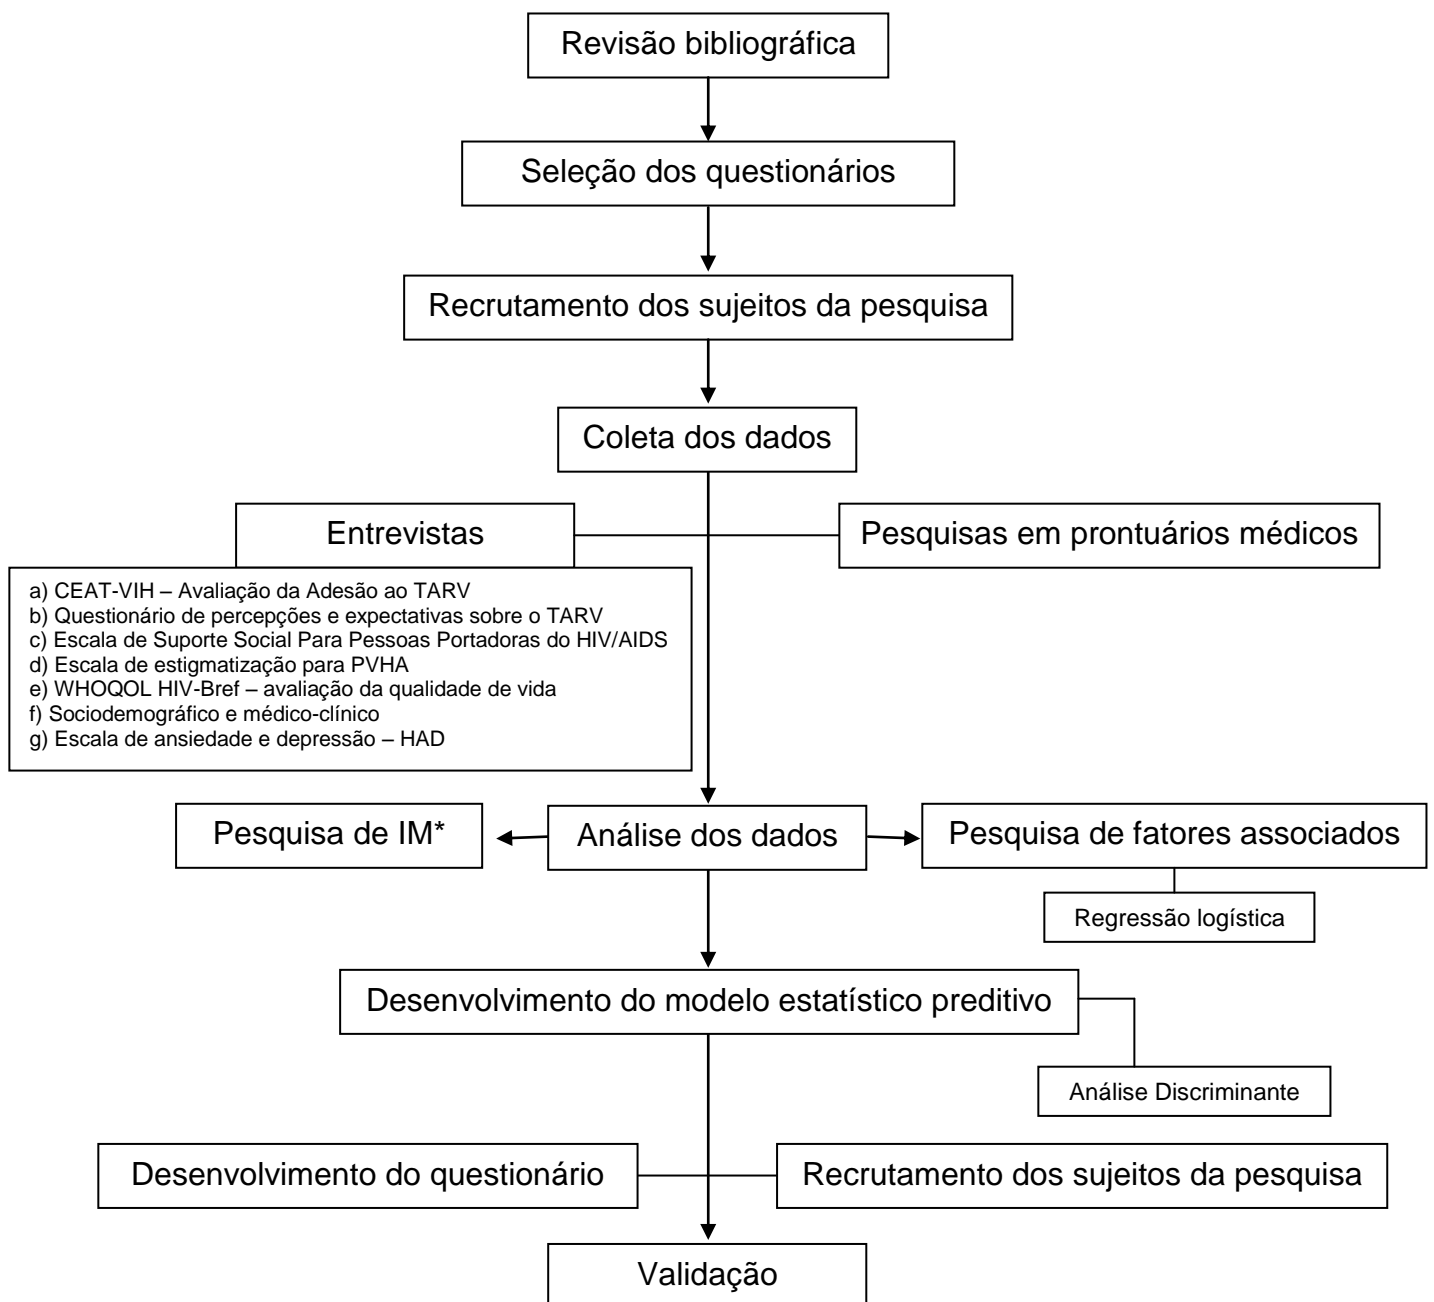 Revisão bibliográfica
Seleção dos questionários
Recrutamento dos sujeitos da pesquisa
Coleta dos dados
Entrevistas
Pesquisas em prontuários médicos
a) CEAT-VIH – Avaliação da Adesão ao TARV
b) Questionário de percepções e expectativas sobre o TARV
c) Escala de Suporte Social Para Pessoas Portadoras do HIV/AIDS
d) Escala de estigmatização para PVHA
e) WHOQOL HIV-Bref – avaliação da qualidade de vida
f) Sociodemográfico e médico-clínico
g) Escala de ansiedade e depressão – HAD
Pesquisa de IM*
Análise dos dados
Pesquisa de fatores associados
Regressão logística
Desenvolvimento do modelo estatístico preditivo
Análise Discriminante
Desenvolvimento do questionário
Recrutamento dos sujeitos da pesquisa
Validação